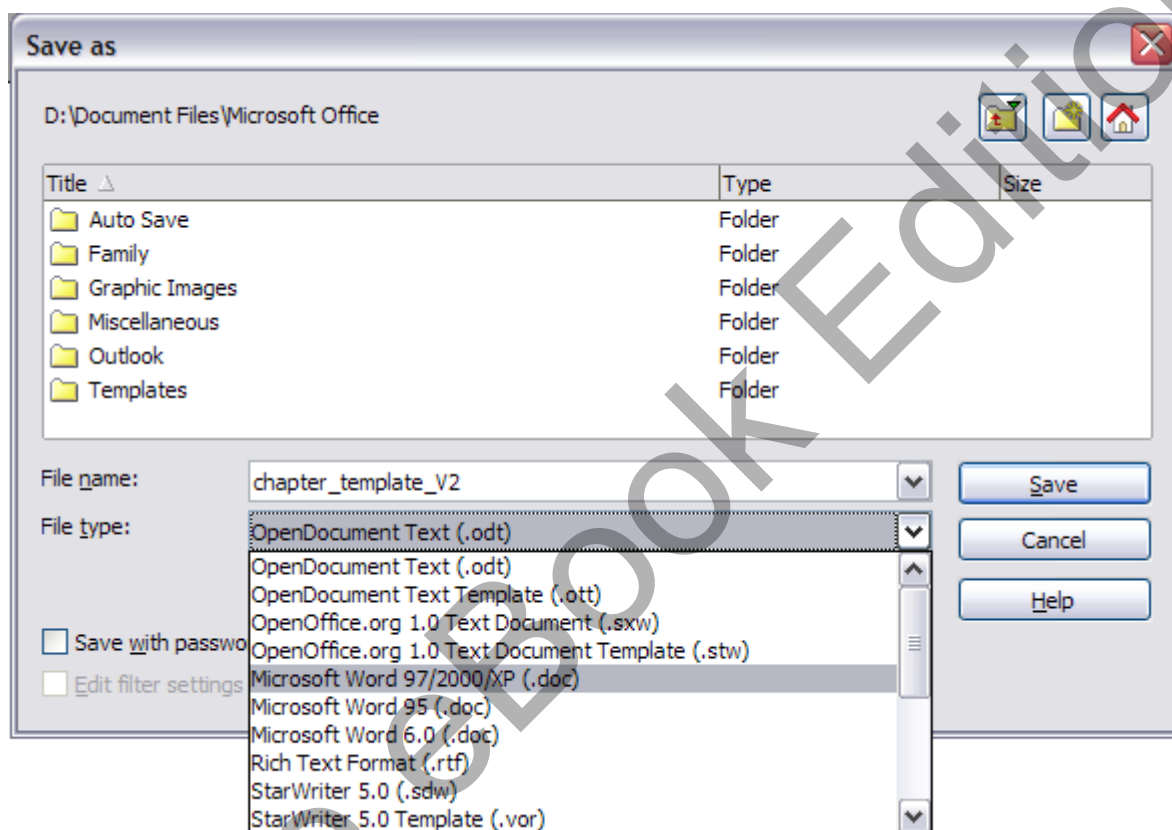 Save as
D:\Document Files\Microsoft Office
Title Type Size
Auto Save Folder
Family Folder
Graphic Images Folder
Miscellaneous Folder
Outlook Folder
Templates Folder
File name: chapter_template_V2 Save
File type: OpenDocument Text (.odt) Cancel
OpenDocument Text (.odt)
OpenDocument Text Template (.ott)
Help
OpenOffice.org 1.0 Text Document (.sxw)
Save with passwo
OpenOffice.org 1.0 Text Document Template (.stw)
Edit filter settings
Microsoft Word 97/2000/XP (.doc)
Microsoft Word 95 (.doc)
Microsoft Word 6.0 (.doc)
Rich Text Format (.rtf)
StarWriter 5.0 (.sdw)
StarWriter 5.0 Template (.vor)
eBook Editio